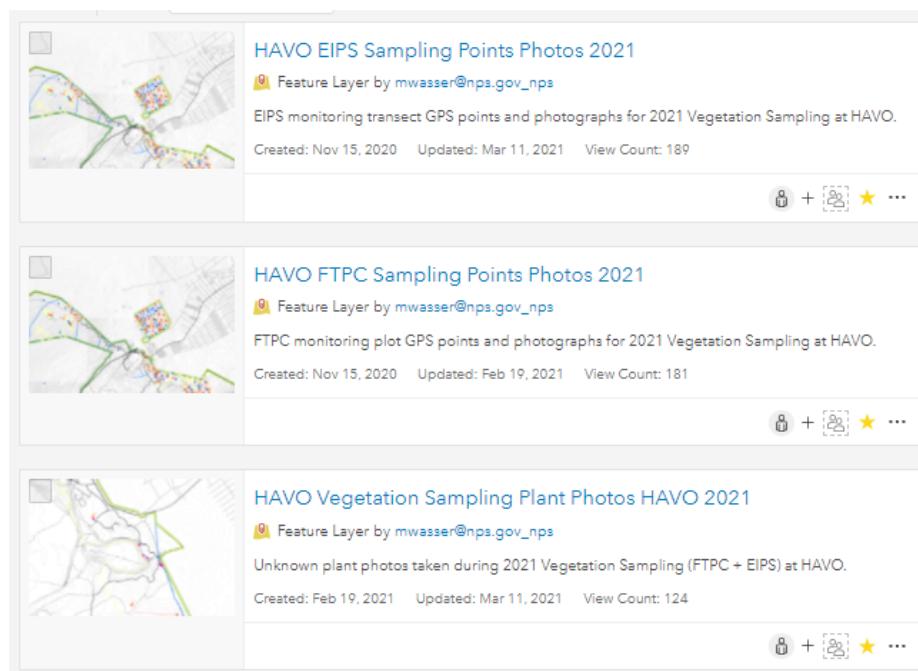 HAVO EIPS Sampling Points Photos 2021
Feature Layer by mwasser@nps.gov_nps
EIPS monitoring transect GPS points and photographs for 2021 Vegetation Sampling at HAVO.
Created: Nov 15, 2020 Updated: Mar 11, 2021 View Count: 189
HAVO FTPC Sampling Points Photos 2021
Feature Layer by mwasser@nps.gov_nps
FTPC monitoring plot GPS points and photographs for 2021 Vegetation Sampling at HAVO.
Created: Nov 15, 2020 Updated: Feb 19, 2021 View Count: 181
HAVO Vegetation Sampling Plant Photos HAVO 2021
Feature Layer by mwasser@nps.gov_nps
Unknown plant photos taken during 2021 Vegetation Sampling (FTPC + EIPS) at HAVO.
Created: Feb 19, 2021 Updated: Mar 11, 2021 View Count: 124